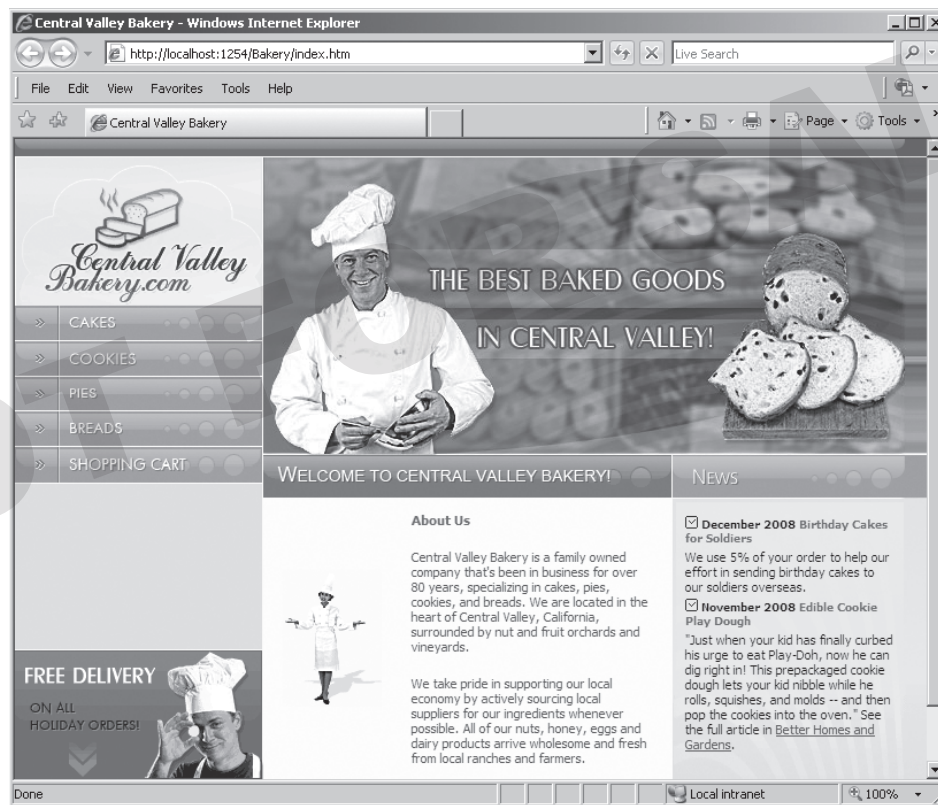 Central Valley Bakery - Windows Internet Explorer
http://localhost:1254/Bakery/index.htm
Live Search
File Edit View Favorites Tools Help
Central Valley Bakery
Page Tools
Central Valley
Bakery.com
CAKES
COOKIES
PIES
BREADS
SHOPPING CART
THE BEST BAKED GOODS
IN CENTRAL VALLEY!
WELCOME TO CENTRAL VALLEY BAKERY!
About Us
Central Valley Bakery is a family owned
company that's been in business for over
80 years, specializing in cakes, pies,
cookies, and breads. We are located in the
heart of Central Valley, California,
surrounded by nut and fruit orchards and
vineyards.
We take pride in supporting our local
economy by actively sourcing local
suppliers for our ingredients whenever
possible. All of our nuts, honey, eggs and
dairy products arrive wholesome and fresh
from local ranches and farmers.
NEWS
December 2008 Birthday Cakes
for Soldiers
We use 5% of your order to help our
effort in sending birthday cakes to
our soldiers overseas.
November 2008 Edible Cookie
Play Dough
"Just when your kid has finally curbed
his urge to eat Play-Doh, now he can
dig right in! This prepackaged cookie
dough lets your kid nibble while he
rolls, squishes, and molds -- and then
pop the cookies into the oven." See
the full article in Better Homes and
Gardens.
FREE DELIVERY
ON ALL
HOLIDAY ORDERS!
Done
Local intranet
100%